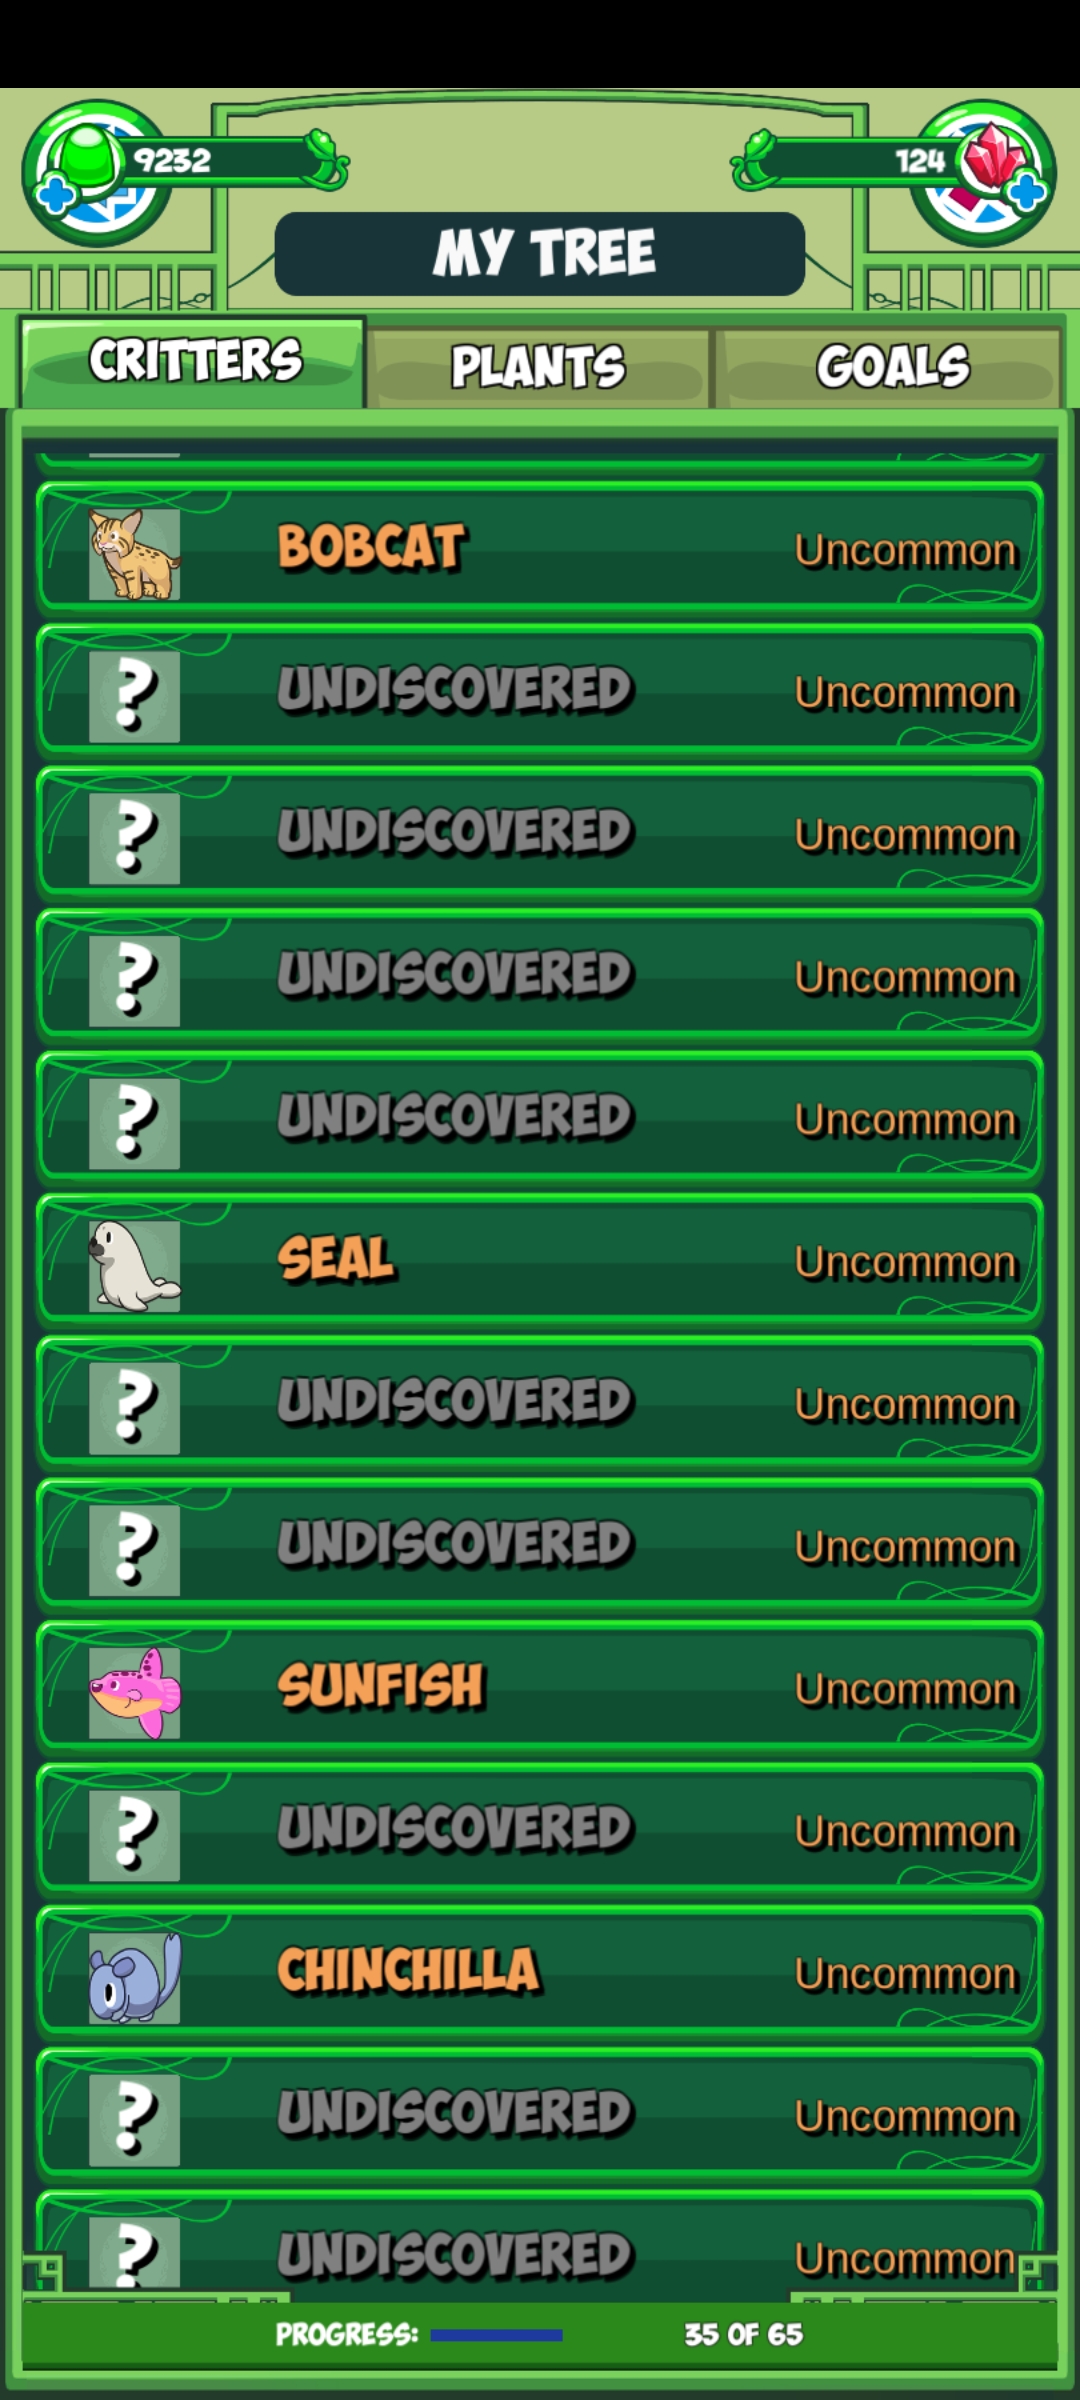 9232
124
MY TREE
CRITTERS
PLANTS
GOALS
BOBCAT Uncommon
UNDISCOVERED Uncommon
UNDISCOVERED Uncommon
UNDISCOVERED Uncommon
UNDISCOVERED Uncommon
SEAL Uncommon
UNDISCOVERED Uncommon
UNDISCOVERED Uncommon
SUNFISH Uncommon
UNDISCOVERED Uncommon
CHINCHILLA Uncommon
UNDISCOVERED Uncommon
UNDISCOVERED Uncommon
PROGRESS: 35 OF 65